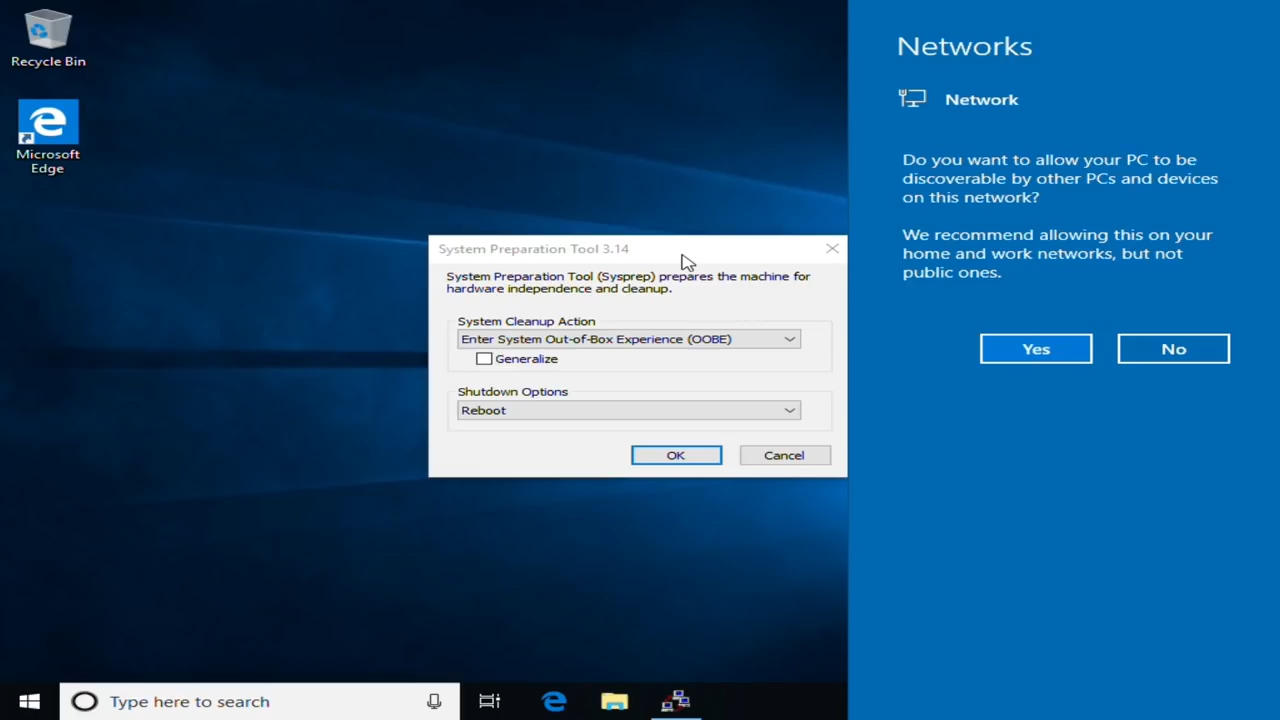 Recycle Bin
Microsoft
Edge
System Preparation Tool 3.14
System Preparation Tool (Sysprep) prepares the machine for
hardware independence and cleanup.
System Cleanup Action
Enter System Out-of-Box Experience (OOBE)
Generalize
Shutdown Options
Reboot
OK
Cancel
Networks
Network
Do you want to allow your PC to be
discoverable by other PCs and devices
on this network?
We recommend allowing this on your
home and work networks, but not
public ones.
Yes
No
Type here to search